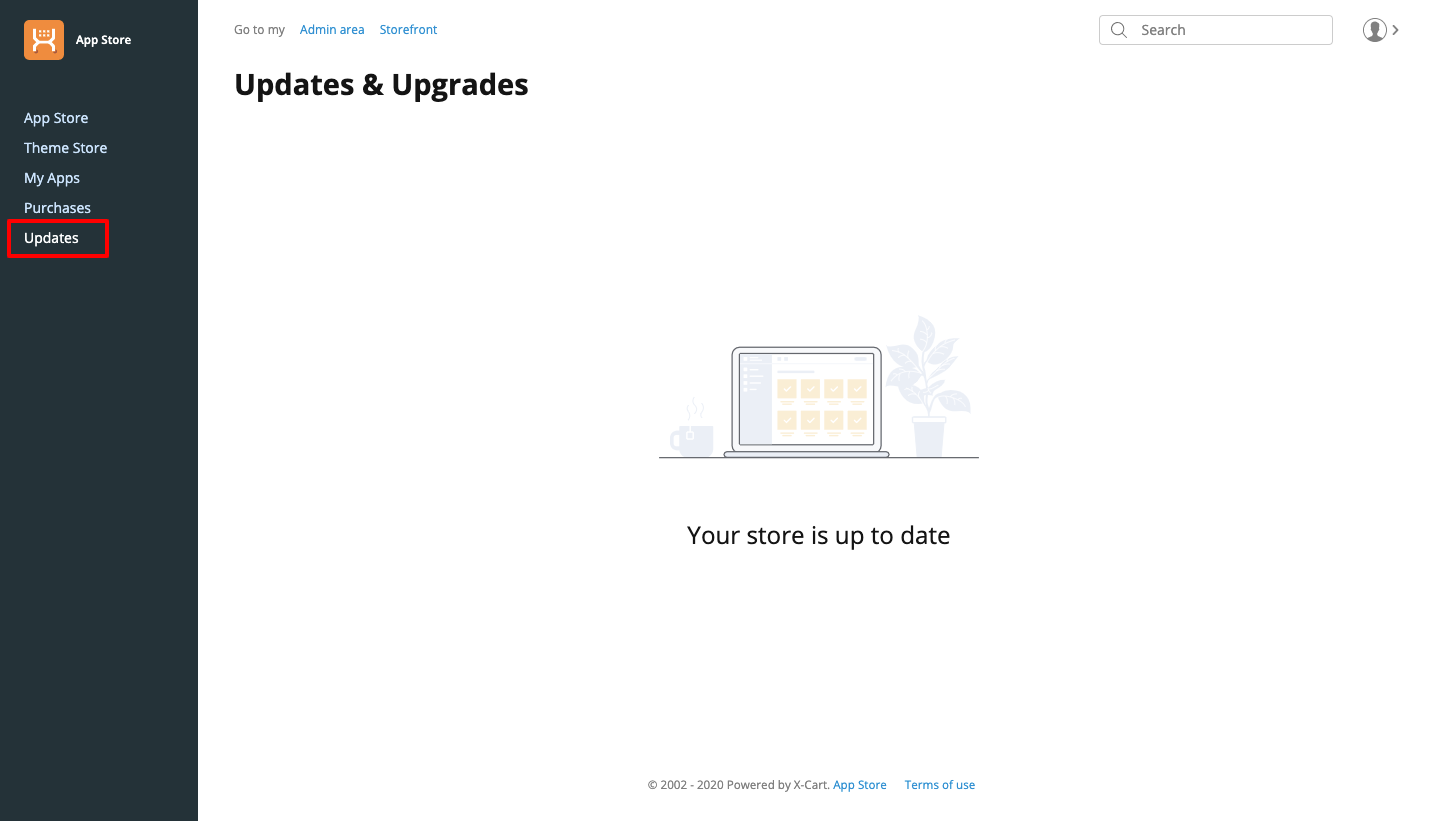 App Store
App Store
Theme Store
My Apps
Purchases
Updates
Go to my Admin area Storefront
Search
Updates & Upgrades
Your store is up to date
© 2002 - 2020 Powered by X-Cart. App Store Terms of use